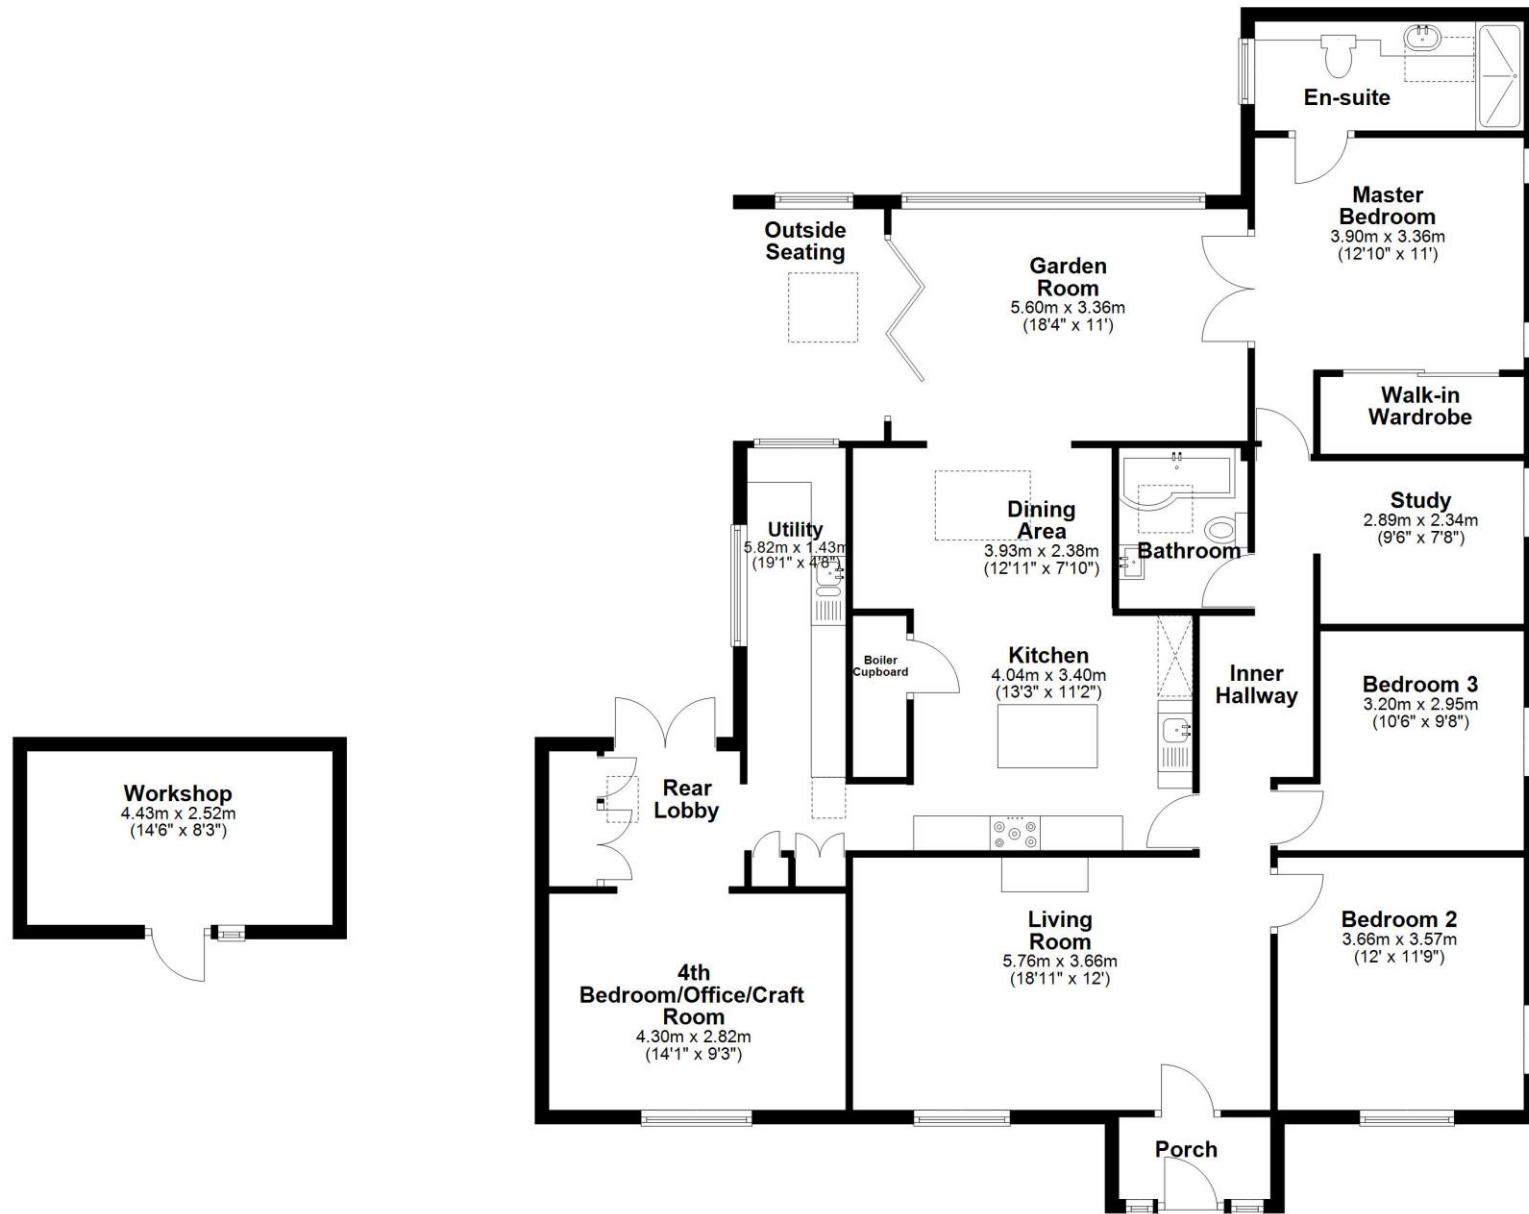 En-suite
Master
Bedroom
3.90m x 3.36m
(12'10" x 11')
Outside
Seating
Garden
Room
5.60m x 3.36m
(18'4" x 11')
Walk-in
Wardrobe
Utility
5.82m x 1.43m
(19'1" x 4'8")
Dining
Area
3.93m x 2.38m
(12'11" x 7'10")
Bathroom
Study
2.89m x 2.34m
(9'6" x 7'8")
Boiler
Cupboard
Kitchen
4.04m x 3.40m
(13'3" x 11'2")
Inner
Hallway
Bedroom 3
3.20m x 2.95m
(10'6" x 9'8")
Workshop
4.43m x 2.52m
(14'6" x 8'3")
Rear
Lobby
4th
Bedroom/Office/Craft
Room
4.30m x 2.82m
(14'1" x 9'3")
Living
Room
5.76m x 3.66m
(18'11" x 12')
Bedroom 2
3.66m x 3.57m
(12' x 11'9")
Porch